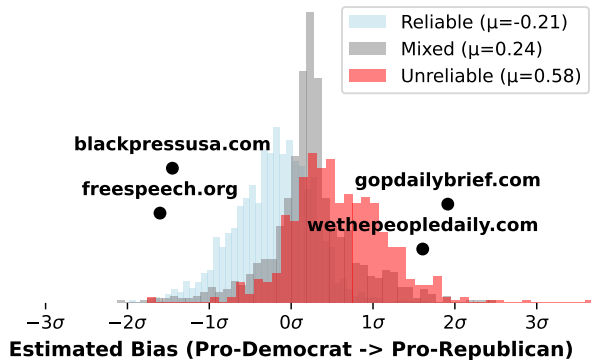 Reliable (μ=-0.21)
Mixed (μ=0.24)
Unreliable (μ=0.58)
blackpressusa.com
freespeech.org
gopdailybrief.com
wethepeopledaily.com
−3σ −2σ −1σ 0σ 1σ 2σ 3σ
Estimated Bias (Pro-Democrat -> Pro-Republican)